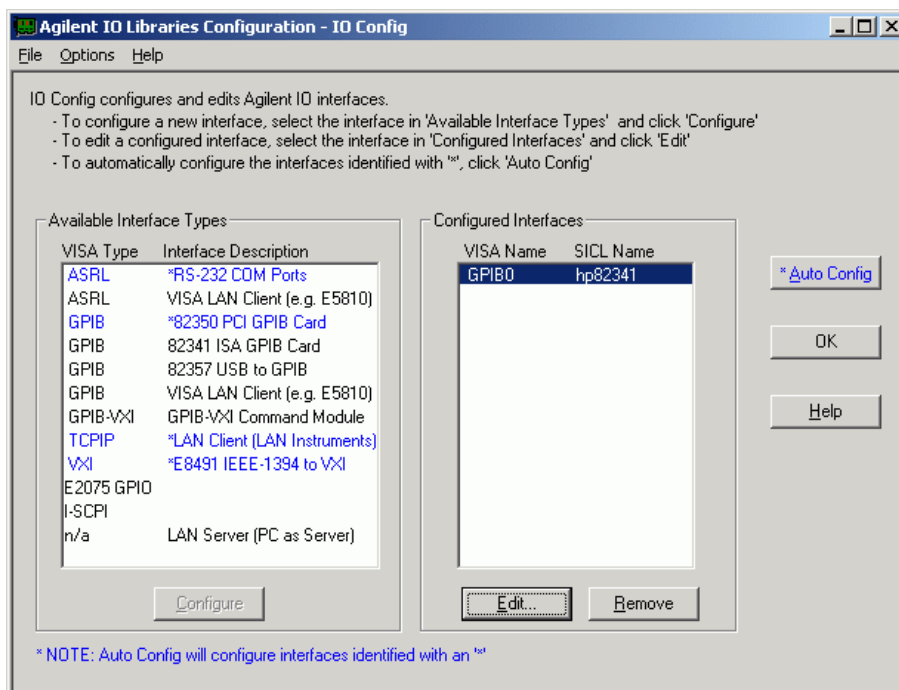 Agilent IO Libraries Configuration - IO Config
File Options Help
IO Config configures and edits Agilent IO interfaces.
- To configure a new interface, select the interface in 'Available Interface Types' and click 'Configure'
- To edit a configured interface, select the interface in 'Configured Interfaces' and click 'Edit'
- To automatically configure the interfaces identified with '*', click 'Auto Config'
Available Interface Types
VISA Type Interface Description
ASRL *RS-232 COM Ports
ASRL VISA LAN Client (e.g. E5810)
GPIB *82350 PCI GPIB Card
GPIB 82341 ISA GPIB Card
GPIB 82357 USB to GPIB
GPIB VISA LAN Client (e.g. E5810)
GPIB-VXI GPIB-VXI Command Module
TCPIP *LAN Client (LAN Instruments)
VXI *E8491 IEEE-1394 to VXI
E2075 GPIO
I-SCPI
n/a LAN Server (PC as Server)
Configure
Configured Interfaces
VISA Name SICL Name
GPIB0 hp82341
Edit... Remove
* Auto Config
OK
Help
* NOTE: Auto Config will configure interfaces identified with an '*'